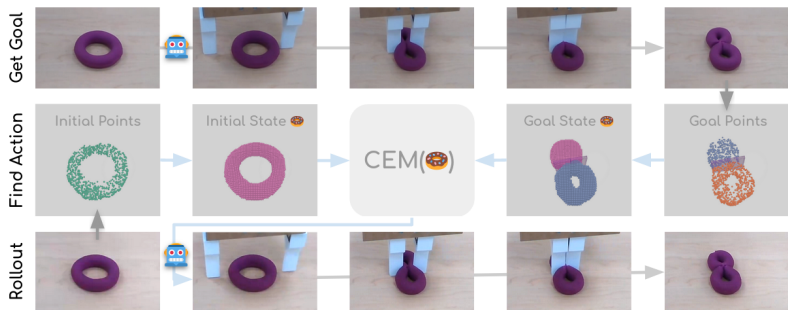 Get Goal
Find Action
Initial Points
Initial State 🍩
CEM(🍩)
Goal State 🍩
Goal Points
Rollout